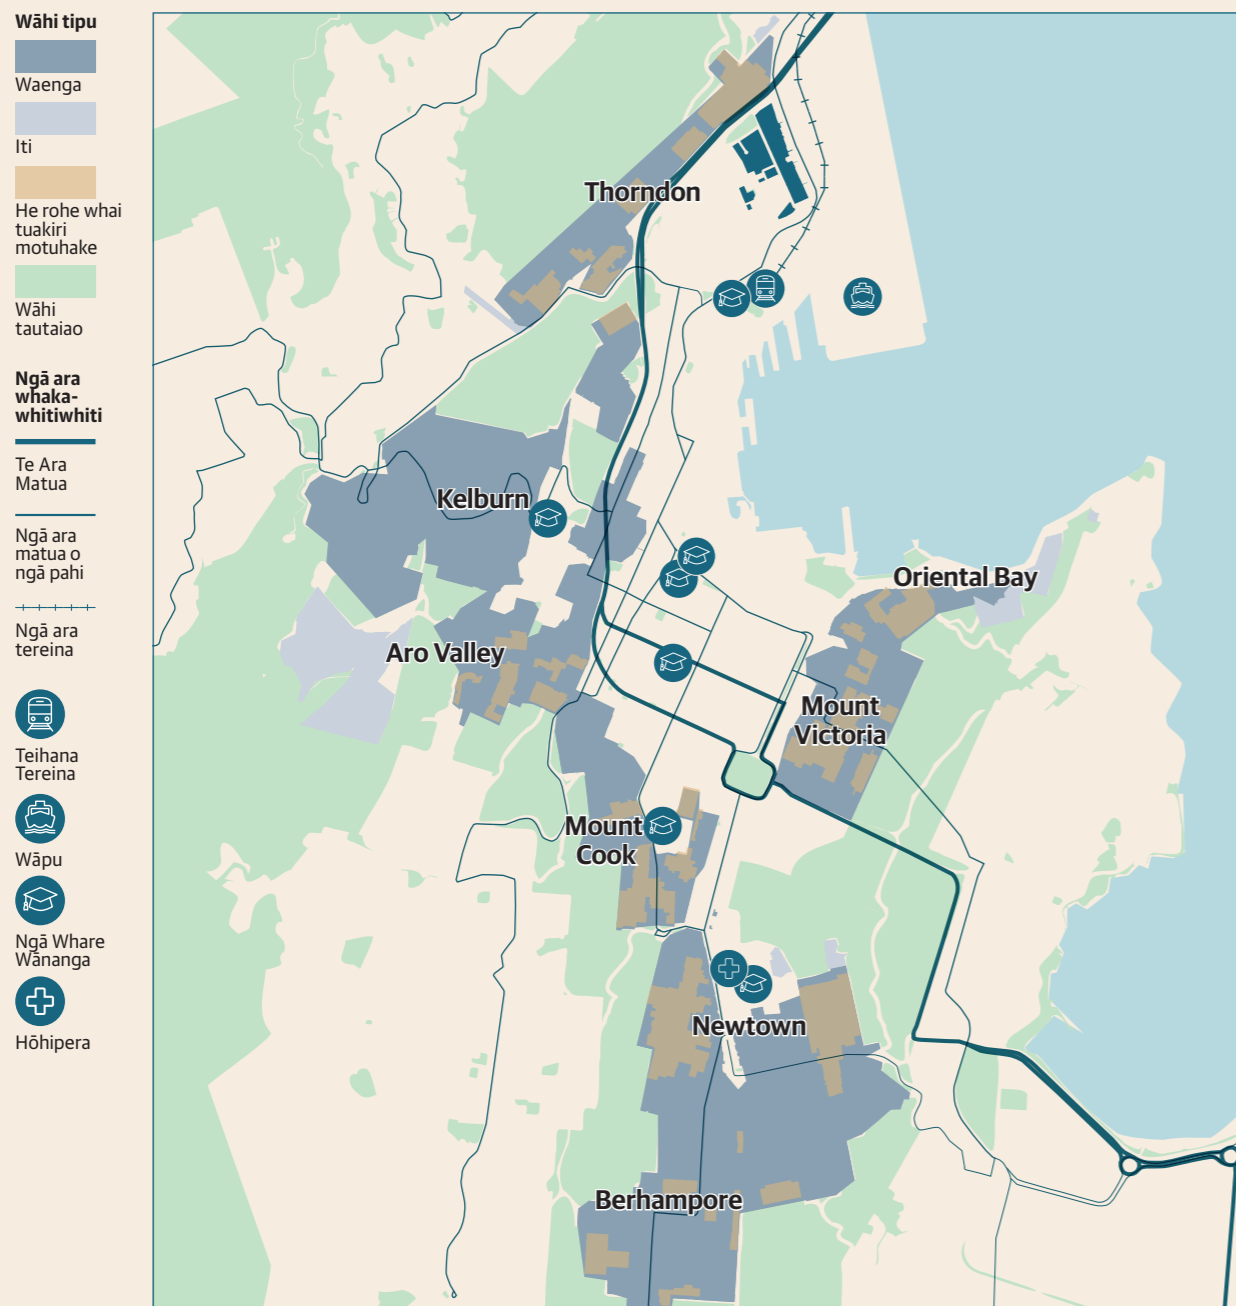 Wāhi tipu
Waenga
Iti
He rohe whai
tuakiri
motuhake
Wāhi
tautaiao
Ngā ara
whaka-
whitiwhiti
Te Ara
Matua
Ngā ara
matua o
ngā pahi
Ngā ara
tereina
Teihana
Tereina
Wāpu
Ngā Whare
Wānanga
Hōhipera
Thorndon
Kelburn
Oriental Bay
Aro Valley
Mount
Victoria
Mount
Cook
Newtown
Berhampore